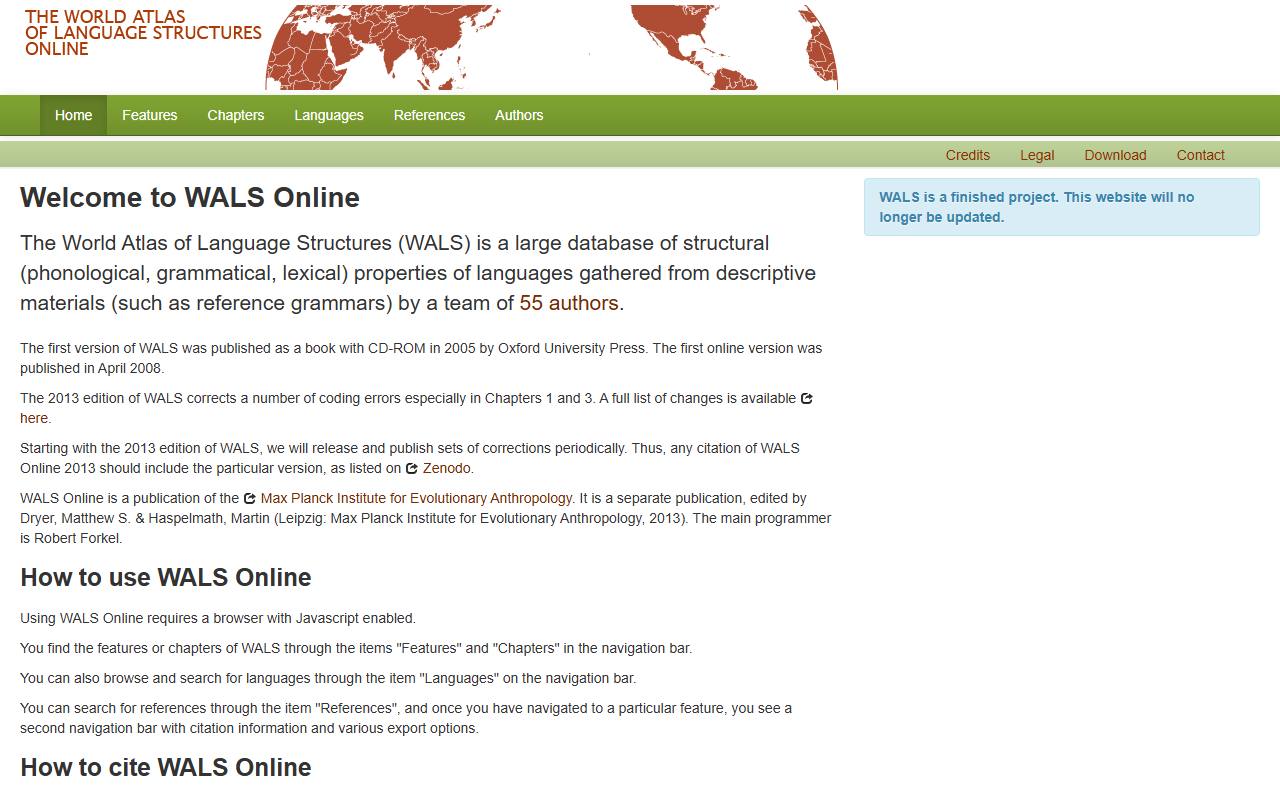 THE WORLD ATLAS
OF LANGUAGE STRUCTURES
ONLINE
Home Features Chapters Languages References Authors
Credits Legal Download Contact
Welcome to WALS Online
The World Atlas of Language Structures (WALS) is a large database of structural
(phonological, grammatical, lexical) properties of languages gathered from descriptive
materials (such as reference grammars) by a team of 55 authors.
The first version of WALS was published as a book with CD-ROM in 2005 by Oxford University Press. The first online version was
published in April 2008.
The 2013 edition of WALS corrects a number of coding errors especially in Chapters 1 and 3. A full list of changes is available
here.
Starting with the 2013 edition of WALS, we will release and publish sets of corrections periodically. Thus, any citation of WALS
Online 2013 should include the particular version, as listed on Zenodo.
WALS Online is a publication of the Max Planck Institute for Evolutionary Anthropology. It is a separate publication, edited by
Dryer, Matthew S. & Haspelmath, Martin (Leipzig: Max Planck Institute for Evolutionary Anthropology, 2013). The main programmer
is Robert Forkel.
How to use WALS Online
Using WALS Online requires a browser with Javascript enabled.
You find the features or chapters of WALS through the items "Features" and "Chapters" in the navigation bar.
You can also browse and search for languages through the item "Languages" on the navigation bar.
You can search for references through the item "References", and once you have navigated to a particular feature, you see a
second navigation bar with citation information and various export options.
How to cite WALS Online
WALS is a finished project. This website will no
longer be updated.